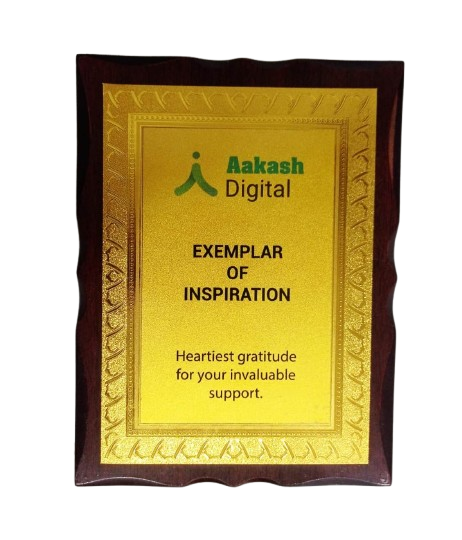 Aakash
Digital
EXEMPLAR
OF
INSPIRATION
Heartiest gratitude
for your invaluable
support.